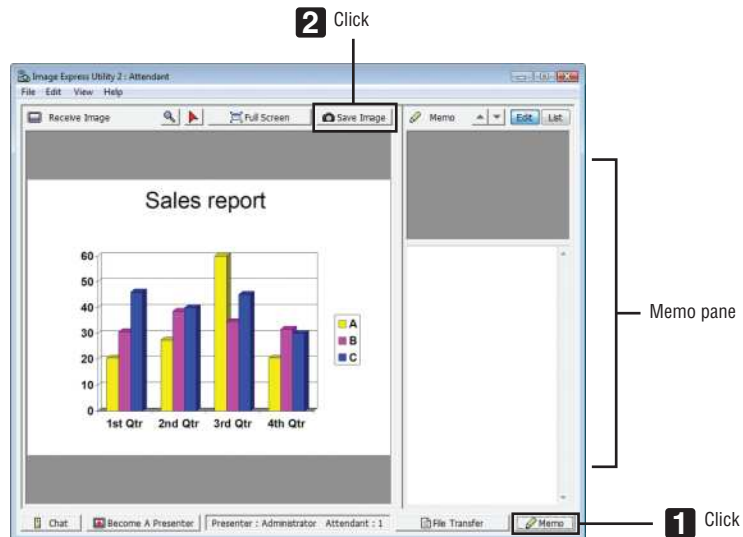 2 Click
Image Express Utility 2 : Attendant
File Edit View Help
Receive Image Full Screen Save Image Memo Edit List
Sales report
60
50
40
30
20
10
0
A
B
C
1st Qtr 2nd Qtr 3rd Qtr 4th Qtr
Memo pane
Chat Become A Presenter Presenter : Administrator Attendant : 1 File Transfer Memo
1 Click